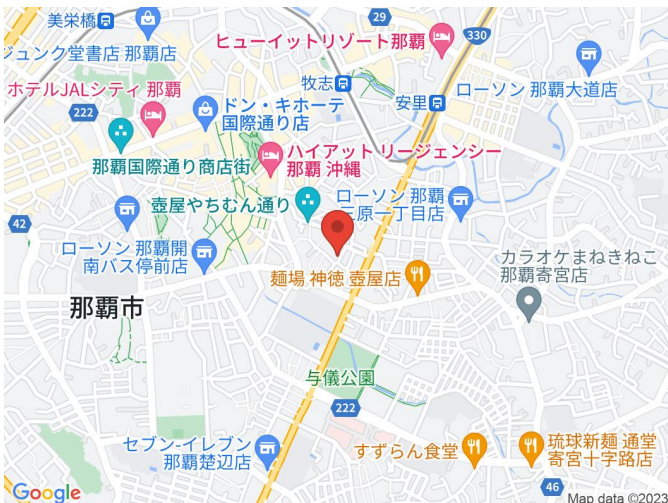 美栄橋
29
330
ジュンク堂書店 那覇店
ヒューイットリゾート那覇
牧志
安里
ローソン 那覇大道店
ホテルJALシティ 那覇
222
ドン・キホーテ
国際通り店
那覇国際通り商店街
ハイアット リージェンシー
那覇 沖縄
壺屋やちむん通り
ローソン 那覇
三原一丁目店
42
ローソン 那覇開
南バス停前店
麺場 神徳 壺屋店
カラオケまねきねこ
那覇寄宮店
那覇市
与儀公園
222
セブン-イレブン
那覇楚辺店
すずらん食堂
琉球新麺 通堂
寄宮十字路店
46
Google
Map data ©2023